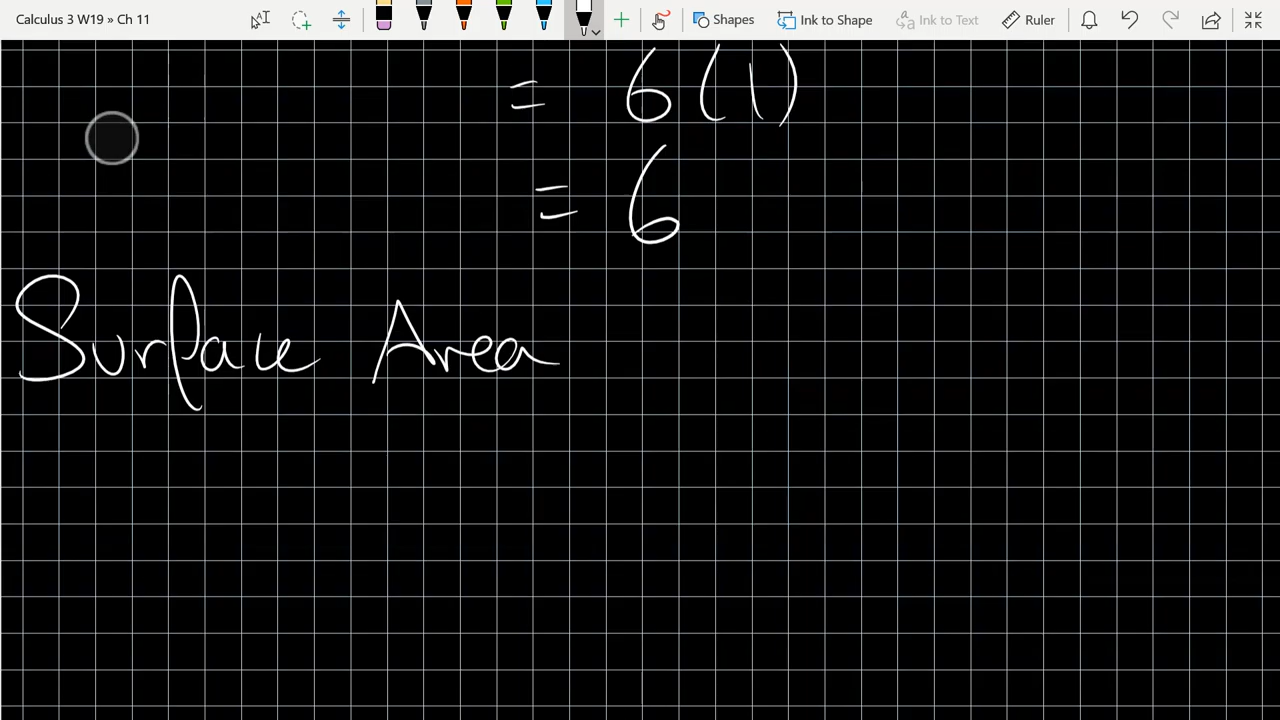 Calculus 3 W19 » Ch 11
Shapes
Ink to Shape
Ink to Text
Ruler
= 6(1)
= 6
Surface Area